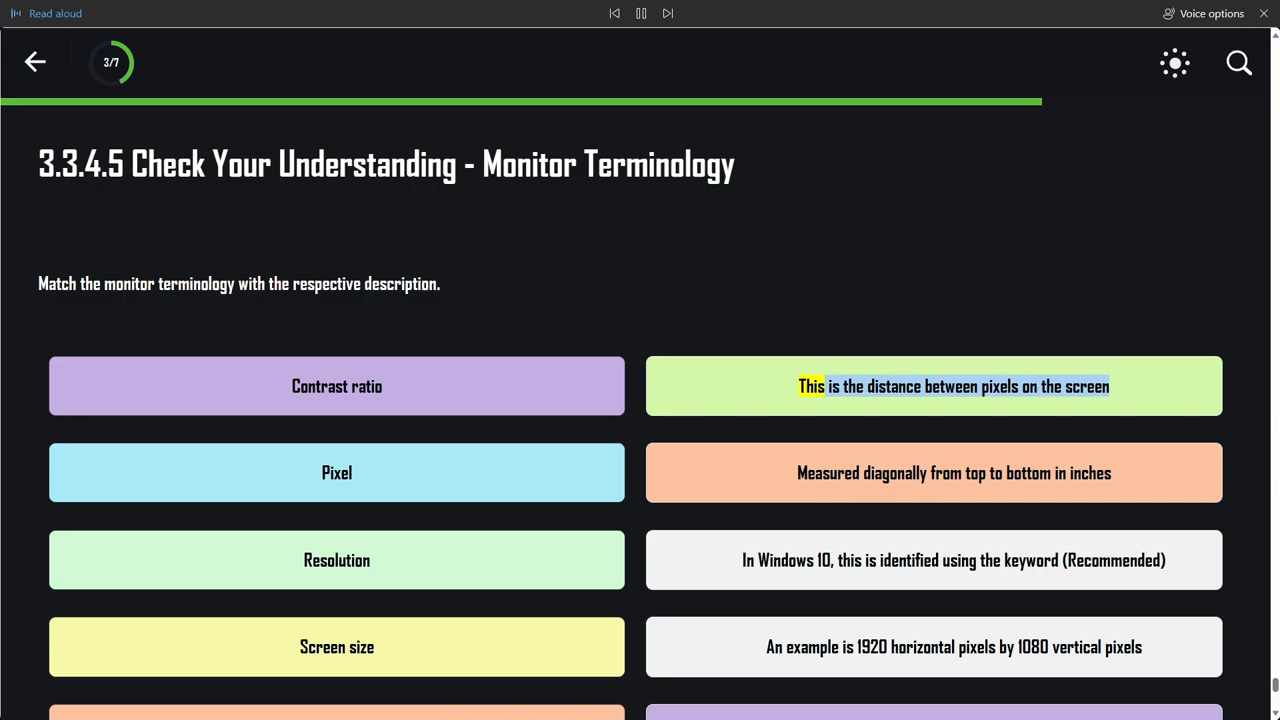 Read aloud
Voice options
3/7
3.3.4.5 Check Your Understanding - Monitor Terminology
Match the monitor terminology with the respective description.
Contrast ratio
This is the distance between pixels on the screen
Pixel
Measured diagonally from top to bottom in inches
Resolution
In Windows 10, this is identified using the keyword (Recommended)
Screen size
An example is 1920 horizontal pixels by 1080 vertical pixels